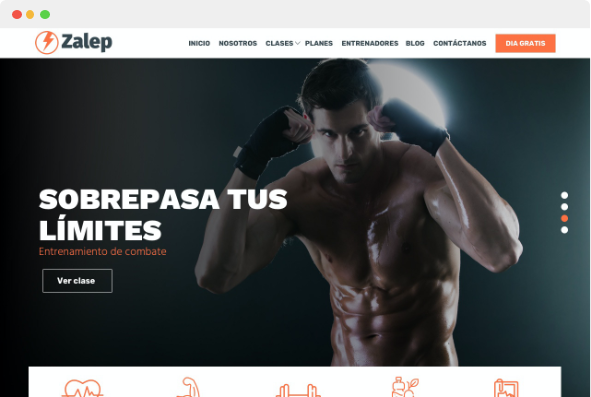 Zalep
INICIO NOSOTROS CLASES PLANES ENTRENADORES BLOG CONTÁCTANOS DIA GRATIS
SOBREPASA TUS
LÍMITES
Entrenamiento de combate
Ver clase